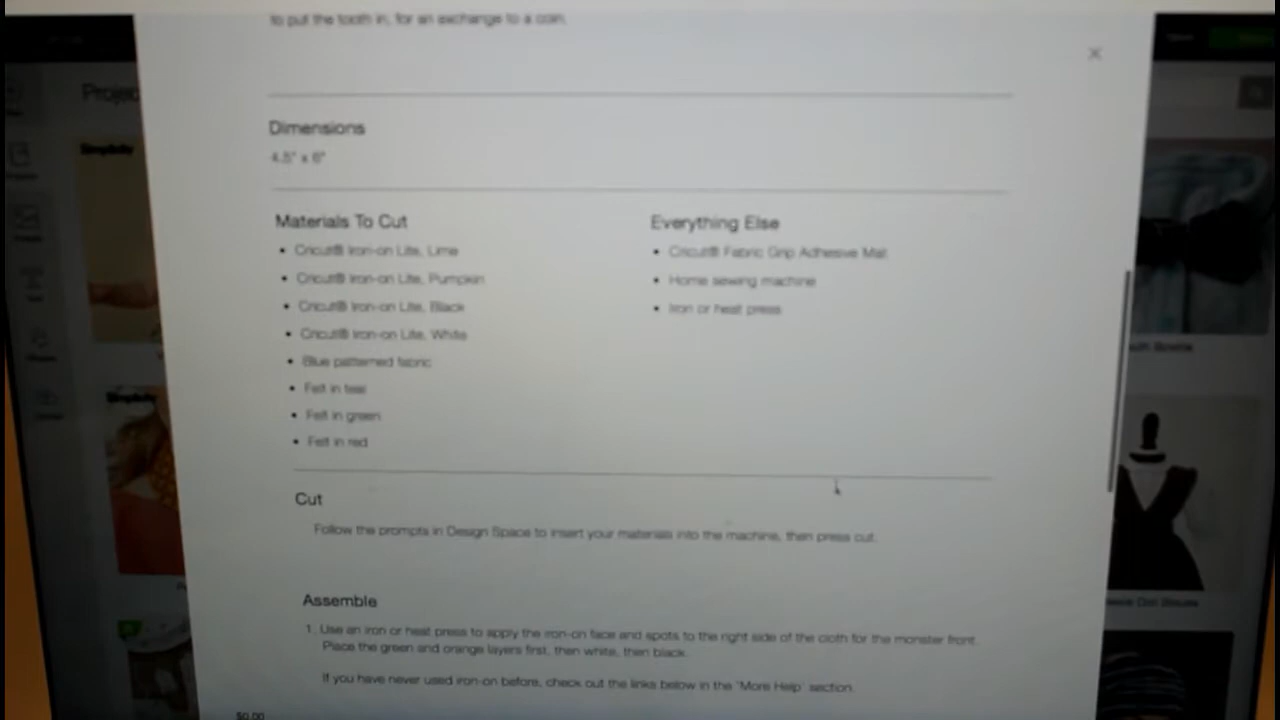 to put the tooth in, for an exchange to a coin.
Projec
Simplicity
Dimensions
4.5" x 6"
Materials To Cut
Everything Else
• Cricut® Iron-on Lite, Lime
• Cricut® Fabric Grip Adhesive Mat
• Cricut® Iron-on Lite, Pumpkin
• Home sewing machine
• Cricut® Iron-on Lite, Black
• Iron or heat press
• Cricut® Iron-on Lite, White
• Blue patterned fabric
• Felt in teal
• Felt in green
• Felt in red
Simplicity
Cut
Follow the prompts in Design Space to insert your materials into the machine, then press cut.
Assemble
1. Use an iron or heat press to apply the iron-on face and spots to the right side of the cloth for the monster front.
Place the green and orange layers first, then white, then black.
If you have never used iron-on before, check out the links below in the 'More Help' section.
$0.00